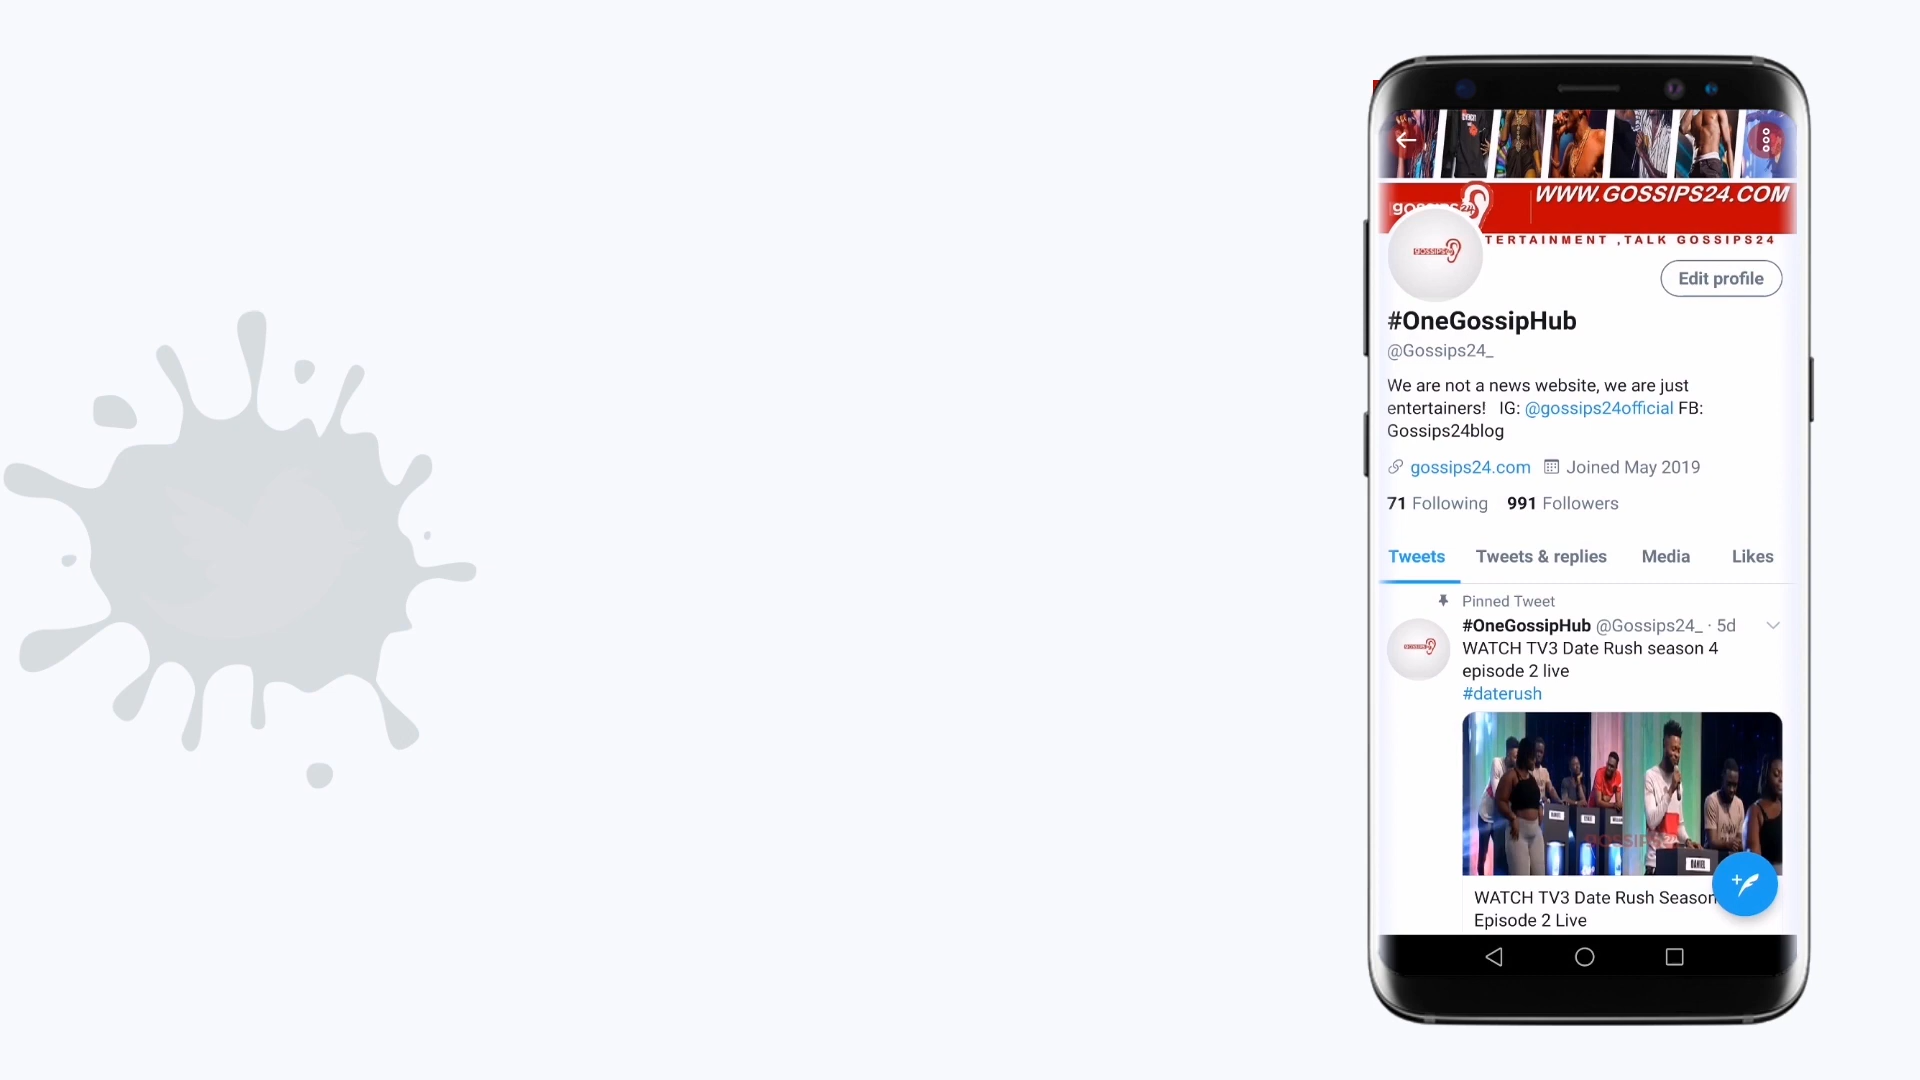 WWW.GOSSIPS24.COM
TERTAINMENT ,TALK GOSSIPS24
GOSSIPS
Edit profile
#OneGossipHub
@Gossips24_
We are not a news website, we are just
entertainers! IG: @gossips24official FB:
Gossips24blog
gossips24.com Joined May 2019
71 Following 991 Followers
Tweets Tweets & replies Media Likes
Pinned Tweet
#OneGossipHub @Gossips24_ · 5d
WATCH TV3 Date Rush season 4
episode 2 live
#daterush
DANIEL
WATCH TV3 Date Rush Season
Episode 2 Live